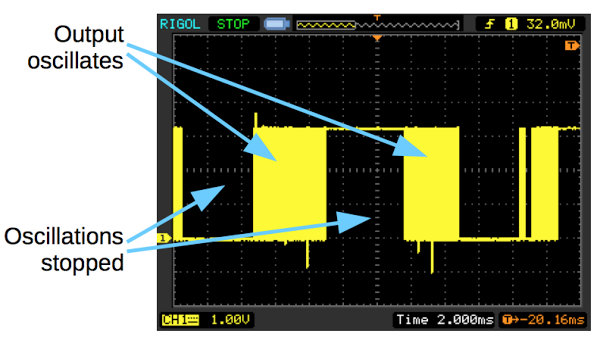 RIGOL STOP 1 32.0mV
T
T
Output
oscillates
Oscillations
stopped
1
CH1 1.00V Time 2.000ms T→-20.16ms